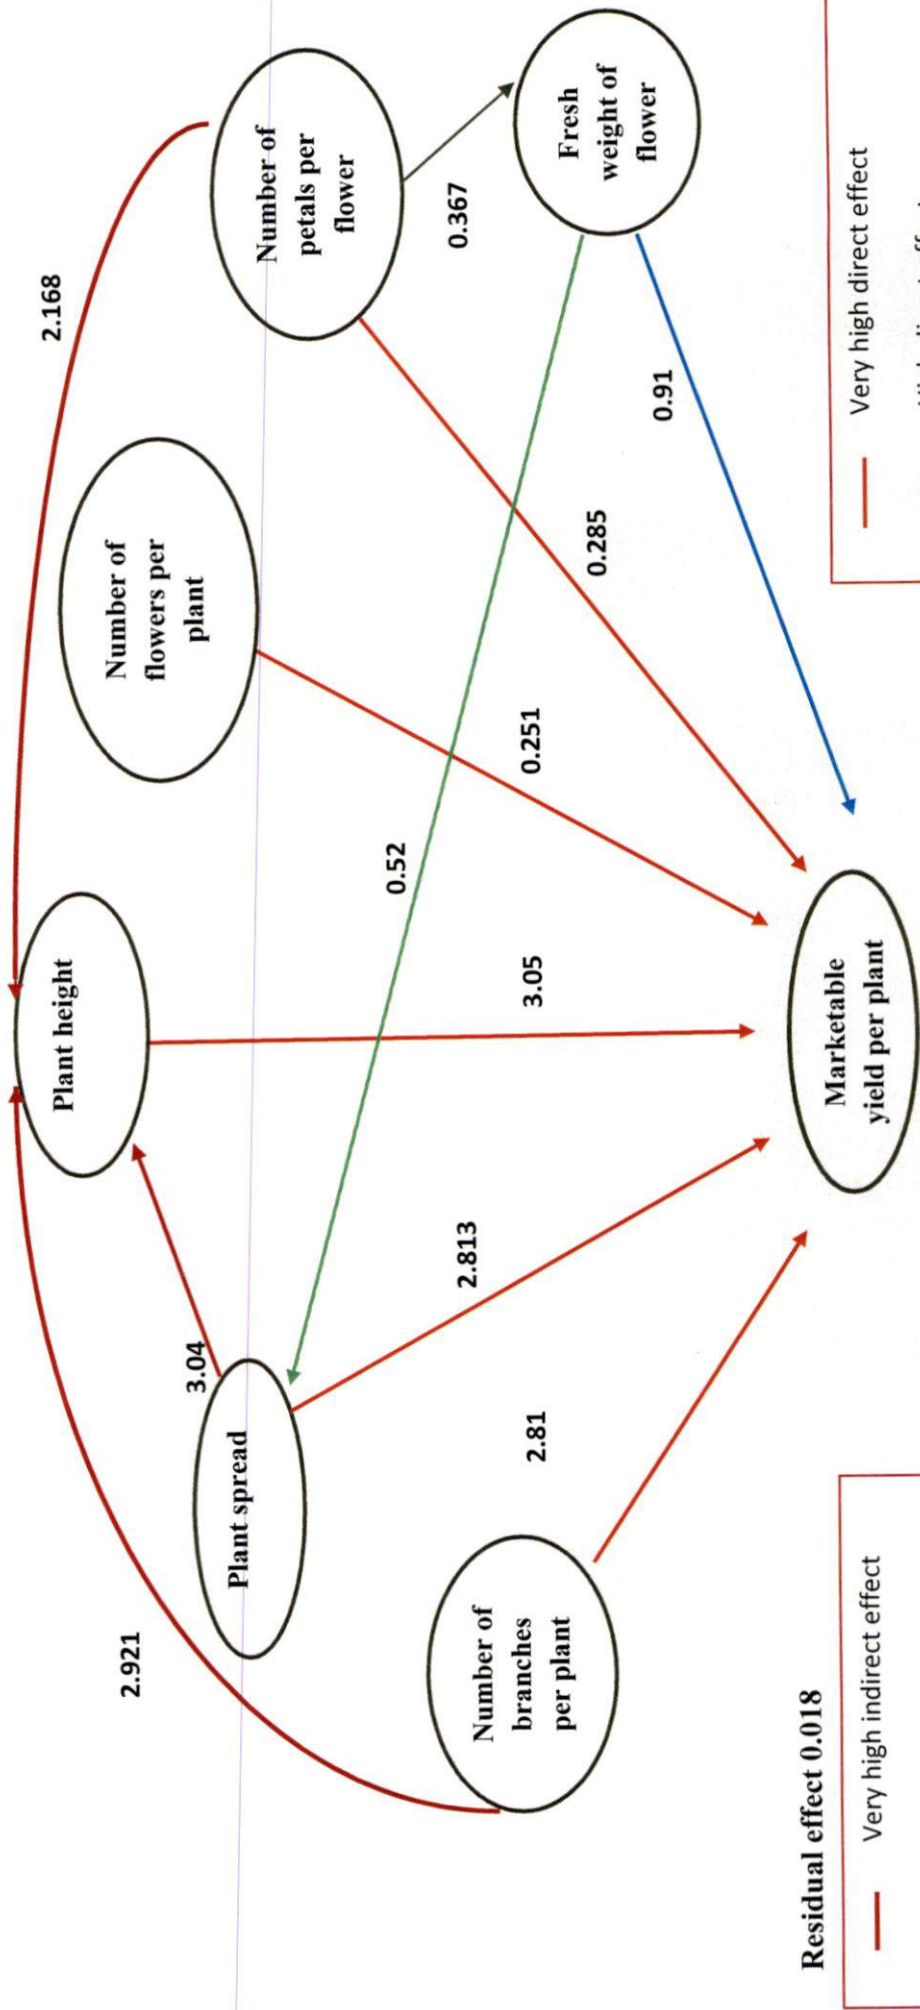 2.168
Plant height
Number of
flowers per
plant
Number of
petals per
flower
2.921
3.04
Plant spread
0.367
Fresh
weight of
flower
0.52
3.05
0.251
0.285
0.91
2.813
Number of
branches
per plant
2.81
Marketable
yield per plant
Residual effect 0.018
Very high indirect effect
Very high direct effect